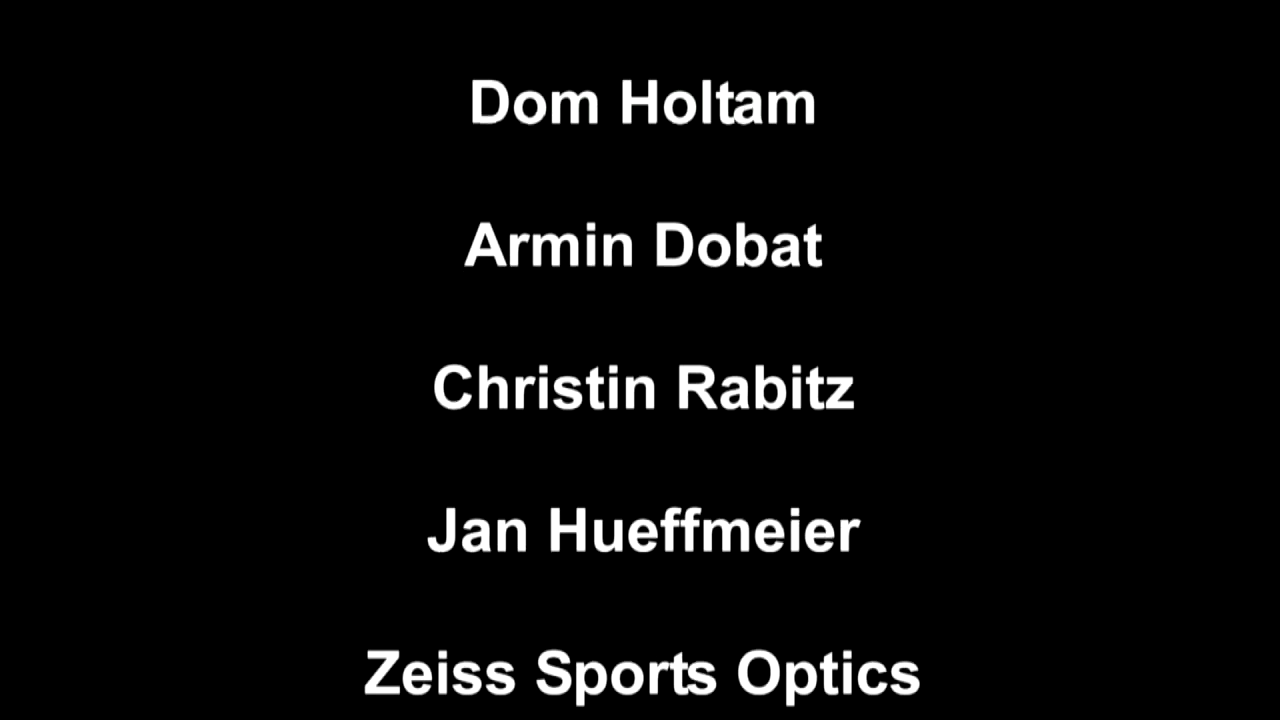 Dom Holtam
Armin Dobat
Christin Rabitz
Jan Hueffmeier
Zeiss Sports Optics